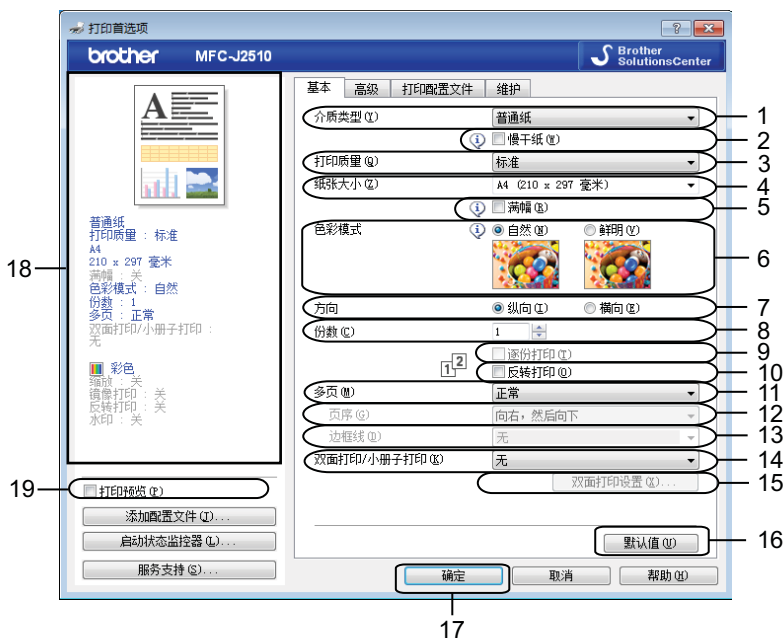 打印首选项
brother MFC-J2510
Brother SolutionsCenter
基本 高级 打印配置文件 维护
介质类型(Y) 普通纸 1
慢干纸(W) 2
打印质量(Q) 标准 3
纸张大小(Z) A4 (210 x 297 毫米) 4
满幅(R) 5
色彩模式 自然(N) 鲜明(V) 6
方向 纵向(I) 横向(E) 7
份数(C) 1 8
逐份打印(T) 9
1 2
反转打印(O) 10
多页(M) 正常 11
页序(G) 向右，然后向下 12
边框线(D) 无 13
双面打印/小册子打印(K) 无 14
双面打印设置(X)... 15
默认值(U) 16
确定 取消 帮助(H)
17
A
普通纸
打印质量 : 标准
A4
210 x 297 毫米
满幅 : 关
色彩模式 : 自然
份数 : 1
多页 : 正常
双面打印/小册子打印 :
无
彩色
缩放 : 关
镜像打印 : 关
反转打印 : 关
水印 : 关
18
19 打印预览(P)
添加配置文件(J)...
启动状态监控器(L)...
服务支持(S)...